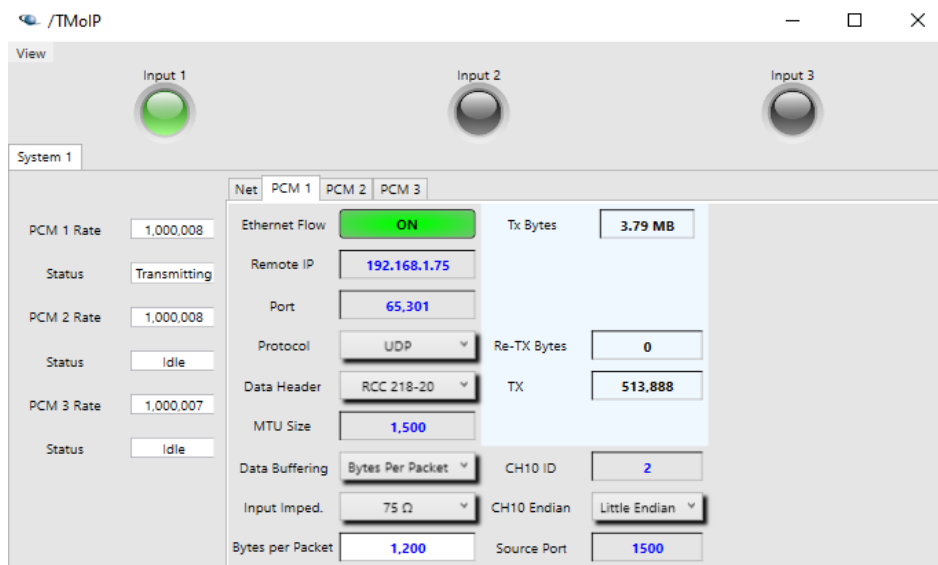 /TMoIP
View
Input 1 Input 2 Input 3
System 1
Net PCM 1 PCM 2 PCM 3
PCM 1 Rate 1,000,008
Status Transmitting
PCM 2 Rate 1,000,008
Status Idle
PCM 3 Rate 1,000,007
Status Idle
Ethernet Flow ON Tx Bytes 3.79 MB
Remote IP 192.168.1.75
Port 65,301
Protocol UDP Re-TX Bytes 0
Data Header RCC 218-20 TX 513,888
MTU Size 1,500
Data Buffering Bytes Per Packet CH10 ID 2
Input Imped. 75 Ω CH10 Endian Little Endian
Bytes per Packet 1,200 Source Port 1500